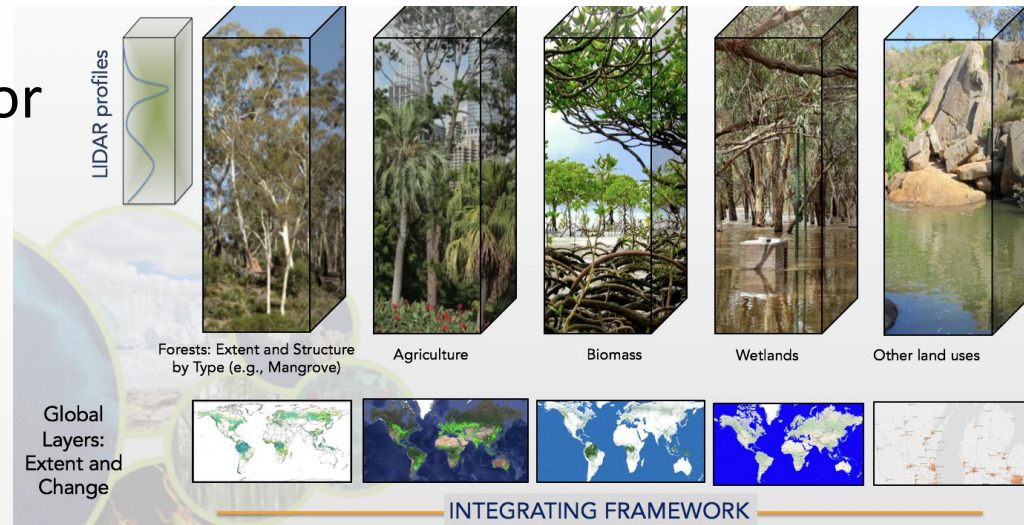 or
LIDAR profiles
Forests: Extent and Structure
by Type (e.g., Mangrove)
Agriculture
Biomass
Wetlands
Other land uses
Global
Layers:
Extent and
Change
INTEGRATING FRAMEWORK